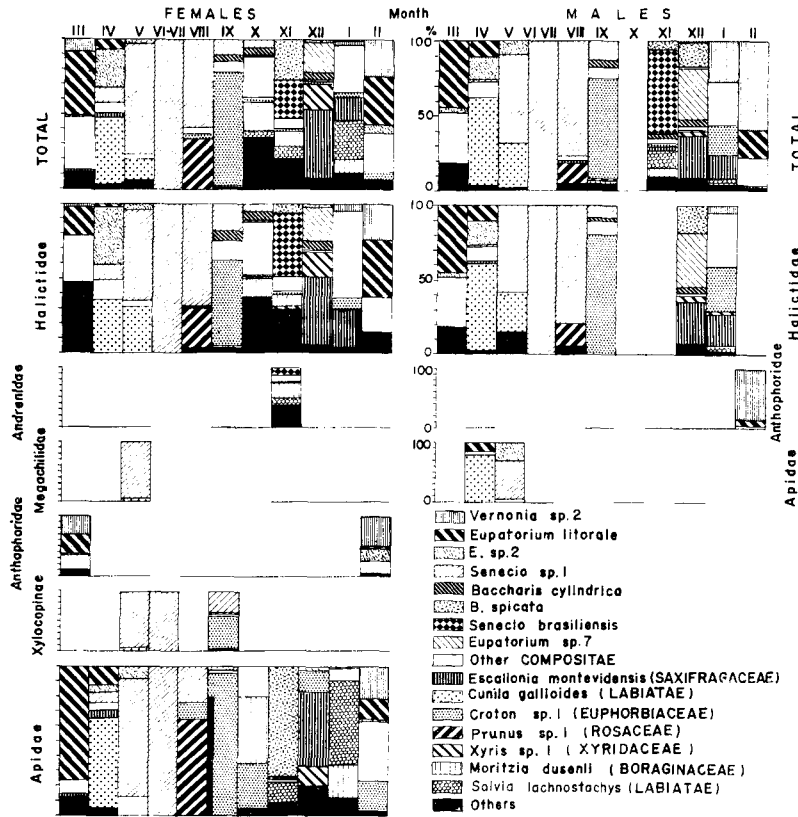 FEMALES Month MALES
III IV V VI-VII VIII IX X XI XII I II % III IV V VI VII VIII IX X XI XII I II
TOTAL
100
50
0
TOTAL
Halictidae
100
50
0
Halictidae
Andrenidae
100
0
Anthophoridae
Megachilidae
100
0
Apidae
Anthophoridae
Xylocopinae
Apidae
Vernonia sp.2
Eupatorium litorale
E. sp.2
Senecio sp.1
Baccharis cylindrica
B. spicata
Senecio brasiliensis
Eupatorium sp.7
Other COMPOSITAE
Escallonia montevidensis (SAXIFRAGACEAE)
Cunila gallioides (LABIATAE)
Croton sp.1 (EUPHORBIACEAE)
Prunus sp.1 (ROSACEAE)
Xyris sp.1 (XYRIDACEAE)
Moritzia dusenii (BORAGINACEAE)
Salvia lachnostachys (LABIATAE)
Others